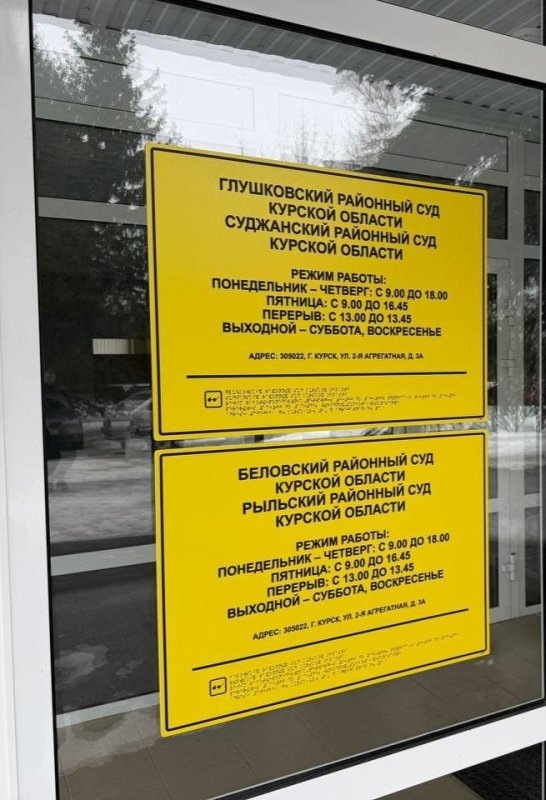 ГЛУШКОВСКИЙ РАЙОННЫЙ СУД
КУРСКОЙ ОБЛАСТИ
СУДЖАНСКИЙ РАЙОННЫЙ СУД
КУРСКОЙ ОБЛАСТИ
РЕЖИМ РАБОТЫ:
ПОНЕДЕЛЬНИК – ЧЕТВЕРГ: С 9.00 ДО 18.00
ПЯТНИЦА: С 9.00 ДО 16.45
ПЕРЕРЫВ: С 13.00 ДО 13.45
ВЫХОДНОЙ – СУББОТА, ВОСКРЕСЕНЬЕ
АДРЕС: 305022, Г. КУРСК, УЛ. 2-Я АГРЕГАТНАЯ, Д. 3А
БЕЛОВСКИЙ РАЙОННЫЙ СУД
КУРСКОЙ ОБЛАСТИ
РЫЛЬСКИЙ РАЙОННЫЙ СУД
КУРСКОЙ ОБЛАСТИ
РЕЖИМ РАБОТЫ:
ПОНЕДЕЛЬНИК – ЧЕТВЕРГ: С 9.00 ДО 18.00
ПЯТНИЦА: С 9.00 ДО 16.45
ПЕРЕРЫВ: С 13.00 ДО 13.45
ВЫХОДНОЙ – СУББОТА, ВОСКРЕСЕНЬЕ
АДРЕС: 305022, Г. КУРСК, УЛ. 2-Я АГРЕГАТНАЯ, Д. 3А